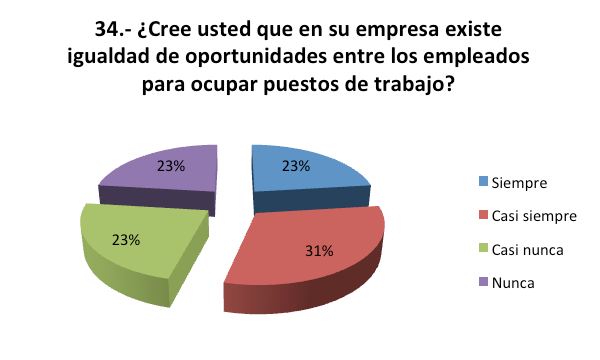 34.- ¿Cree usted que en su empresa existe
igualdad de oportunidades entre los empleados
para ocupar puestos de trabajo?
23%
23%
23%
31%
Siempre
Casi siempre
Casi nunca
Nunca